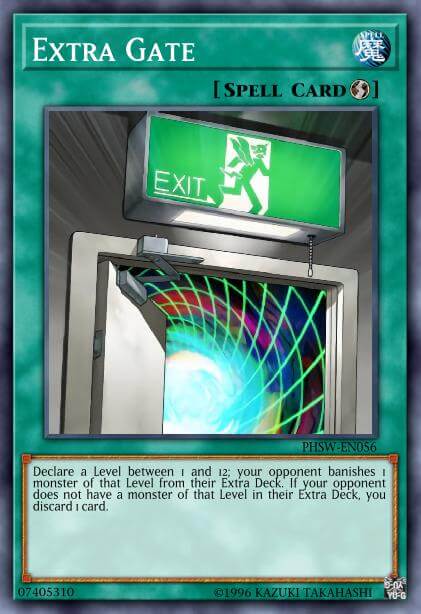 EXTRA GATE
SPELL
魔
[SPELL CARD]
EXIT
PHSW-EN056
Declare a Level between 1 and 12; your opponent banishes 1
monster of that Level from their Extra Deck. If your opponent
does not have a monster of that Level in their Extra Deck, you
discard 1 card.
07405310
©1996 KAZUKI TAKAHASHI